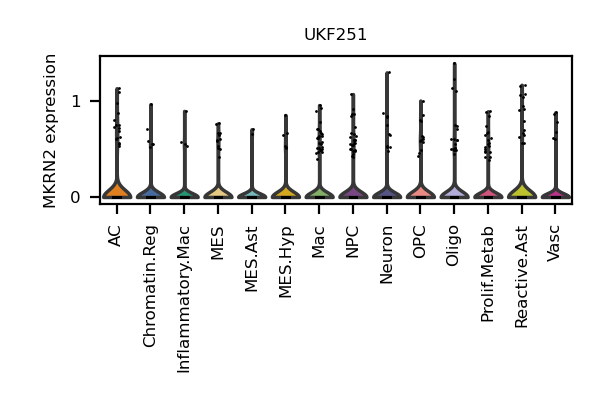 UKF251
MKRN2 expression
1
0
AC
Chromatin.Reg
Inflammatory.Mac
MES
MES.Ast
MES.Hyp
Mac
NPC
Neuron
OPC
Oligo
Prolif.Metab
Reactive.Ast
Vasc